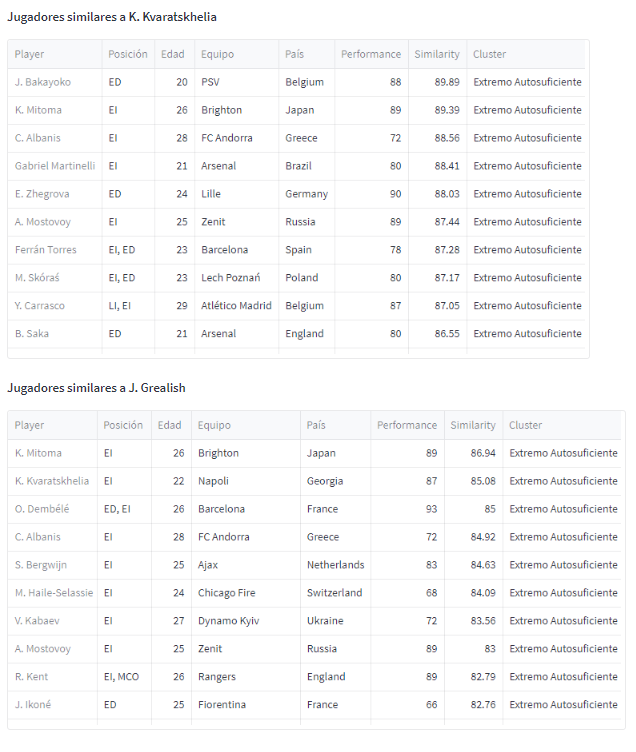 Jugadores similares a K. Kvaratskhelia
Player Posición Edad Equipo País Performance Similarity Cluster
J. Bakayoko ED 20 PSV Belgium 88 89.89 Extremo Autosuficiente
K. Mitoma EI 26 Brighton Japan 89 89.39 Extremo Autosuficiente
C. Albanis EI 28 FC Andorra Greece 72 88.56 Extremo Autosuficiente
Gabriel Martinelli EI 21 Arsenal Brazil 80 88.41 Extremo Autosuficiente
E. Zhegrova ED 24 Lille Germany 90 88.03 Extremo Autosuficiente
A. Mostovoy EI 25 Zenit Russia 89 87.44 Extremo Autosuficiente
Ferrán Torres EI, ED 23 Barcelona Spain 78 87.28 Extremo Autosuficiente
M. Skóraś EI, ED 23 Lech Poznań Poland 80 87.17 Extremo Autosuficiente
Y. Carrasco LI, EI 29 Atlético Madrid Belgium 87 87.05 Extremo Autosuficiente
B. Saka ED 21 Arsenal England 80 86.55 Extremo Autosuficiente
Jugadores similares a J. Grealish
Player Posición Edad Equipo País Performance Similarity Cluster
K. Mitoma EI 26 Brighton Japan 89 86.94 Extremo Autosuficiente
K. Kvaratskhelia EI 22 Napoli Georgia 87 85.08 Extremo Autosuficiente
O. Dembélé ED, EI 26 Barcelona France 93 85 Extremo Autosuficiente
C. Albanis EI 28 FC Andorra Greece 72 84.92 Extremo Autosuficiente
S. Bergwijn EI 25 Ajax Netherlands 83 84.63 Extremo Autosuficiente
M. Haile-Selassie EI 24 Chicago Fire Switzerland 68 84.09 Extremo Autosuficiente
V. Kabaev EI 27 Dynamo Kyiv Ukraine 72 83.56 Extremo Autosuficiente
A. Mostovoy EI 25 Zenit Russia 89 83 Extremo Autosuficiente
R. Kent EI, MCO 26 Rangers England 89 82.79 Extremo Autosuficiente
J. Ikoné ED 25 Fiorentina France 66 82.76 Extremo Autosuficiente